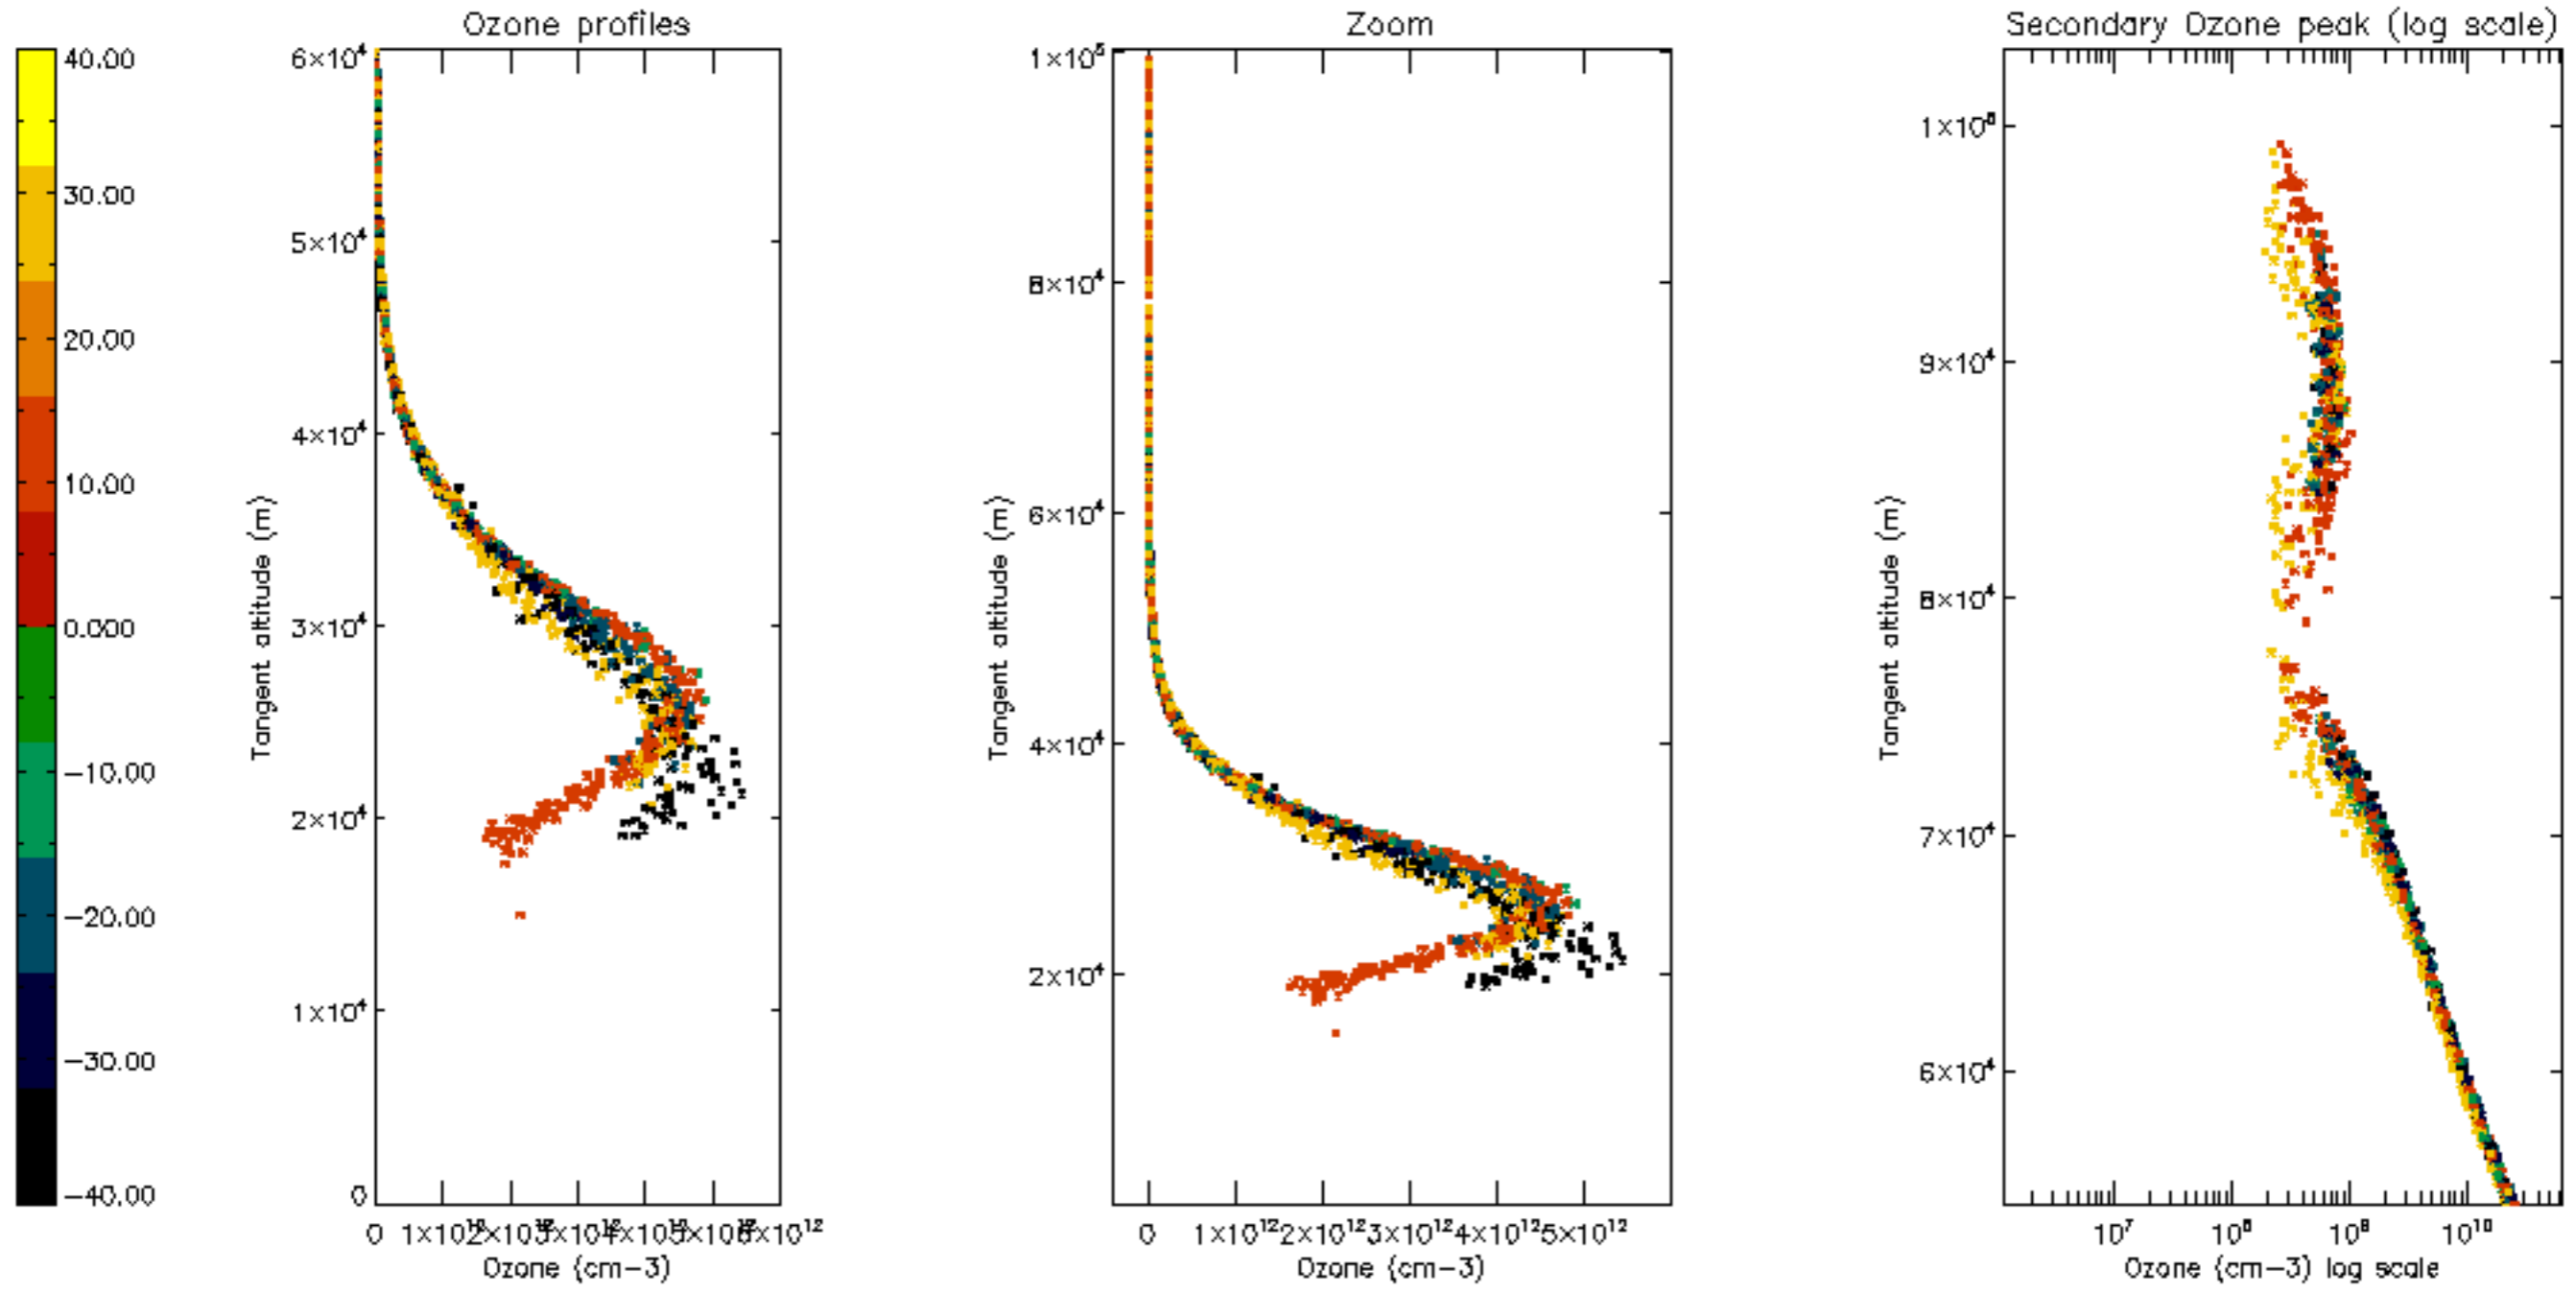 Ozone profiles
Zoom
Secondary Ozone peak (log scale)
40.00
30.00
20.00
10.00
0.000
−10.00
−20.00
−30.00
−40.00
Tangent altitude (m)
6×10⁴
5×10⁴
4×10⁴
3×10⁴
2×10⁴
1×10⁴
0
0
Ozone (cm−3)
Tangent altitude (m)
1×10⁵
8×10⁴
6×10⁴
4×10⁴
2×10⁴
0 1×10¹² 2×10¹² 3×10¹² 4×10¹² 5×10¹²
Ozone (cm−3)
Tangent altitude (m)
1×10⁵
9×10⁴
8×10⁴
7×10⁴
6×10⁴
10⁷ 10⁸ 10⁹ 10¹⁰
Ozone (cm−3) log scale